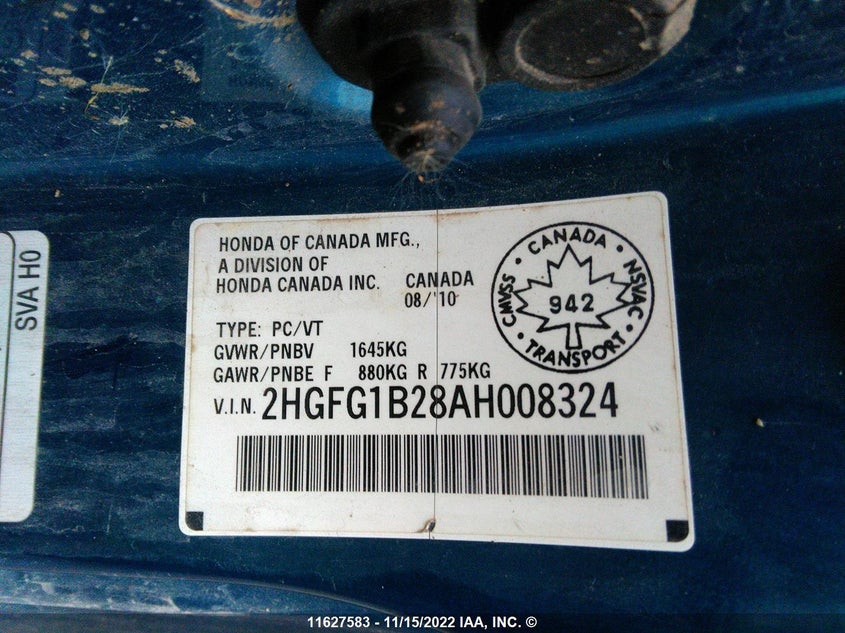 SVA H0
HONDA OF CANADA MFG.,
A DIVISION OF
HONDA CANADA INC. CANADA
08/'10
TYPE: PC/VT
GVWR/PNBV 1645KG
GAWR/PNBE F 880KG R 775KG
V.I.N. 2HGFG1B28AH008324
CANADA • NSVAC • TRANSPORT • CMVSS •
942
11627583 - 11/15/2022 IAA, INC. ©